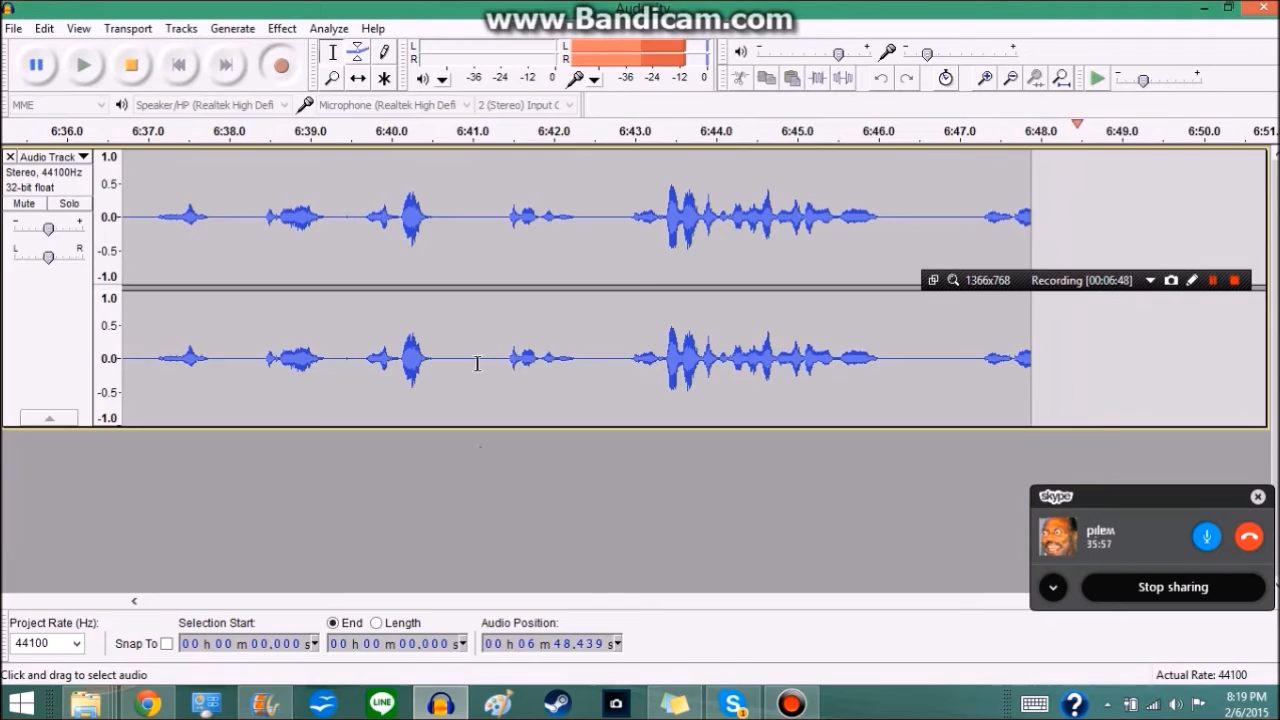 www.Bandicam.com
File Edit View Transport Tracks Generate Effect Analyze Help
L
R
-36 -24 -12 0
L
R
-36 -24 -12 0
MME Speaker/HP (Realtek High Defi Microphone (Realtek High Defi 2 (Stereo) Input C
6:36.0 6:37.0 6:38.0 6:39.0 6:40.0 6:41.0 6:42.0 6:43.0 6:44.0 6:45.0 6:46.0 6:47.0 6:48.0 6:49.0 6:50.0 6:51
Audio Track
Stereo, 44100Hz
32-bit float
Mute Solo
- +
L R
1.0
0.5
0.0
-0.5
-1.0
1.0
0.5
0.0
-0.5
-1.0
1366x768 Recording [00:06:48]
skype
pılɐʍ
35:57
Stop sharing
Project Rate (Hz): Selection Start: End Length Audio Position:
44100 Snap To 00 h 00 m 00.000 s 00 h 00 m 00.000 s 00 h 06 m 48.439 s
Click and drag to select audio Actual Rate: 44100
LINE
8:19 PM
2/6/2015